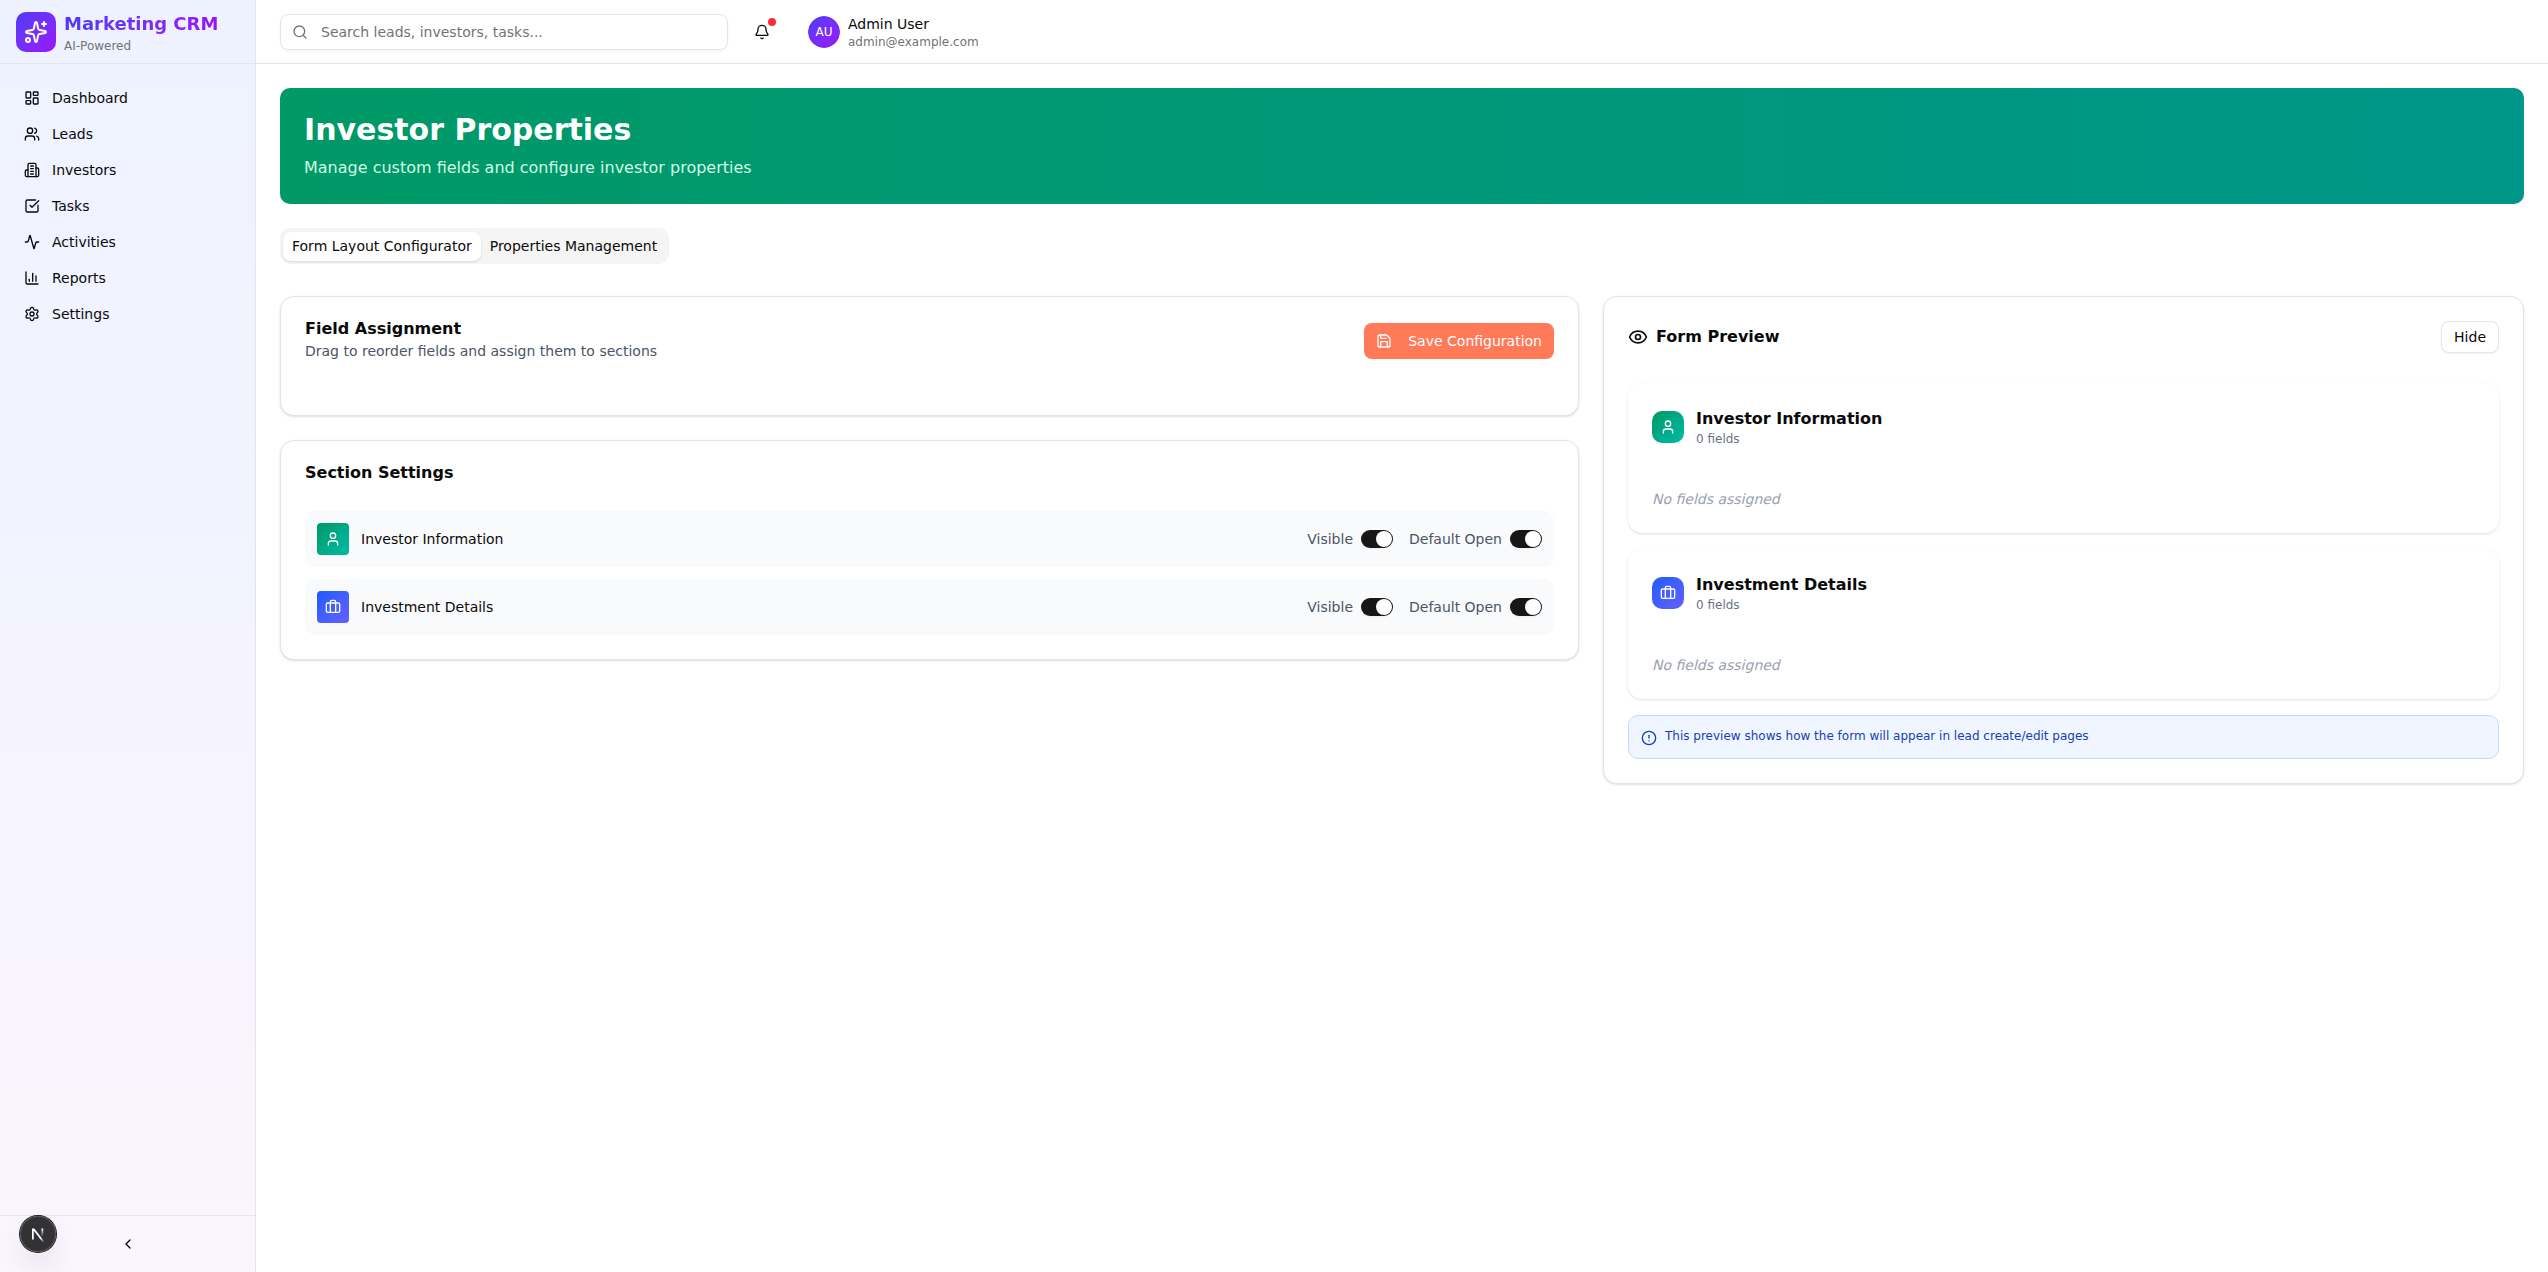 Marketing CRM
AI-Powered
Search leads, investors, tasks...
AU
Admin User
admin@example.com
Dashboard
Leads
Investors
Tasks
Activities
Reports
Settings
Investor Properties
Manage custom fields and configure investor properties
Form Layout Configurator
Properties Management
Field Assignment
Drag to reorder fields and assign them to sections
Save Configuration
Section Settings
Investor Information
Visible
Default Open
Investment Details
Visible
Default Open
Form Preview
Hide
Investor Information
0 fields
No fields assigned
Investment Details
0 fields
No fields assigned
This preview shows how the form will appear in lead create/edit pages
N